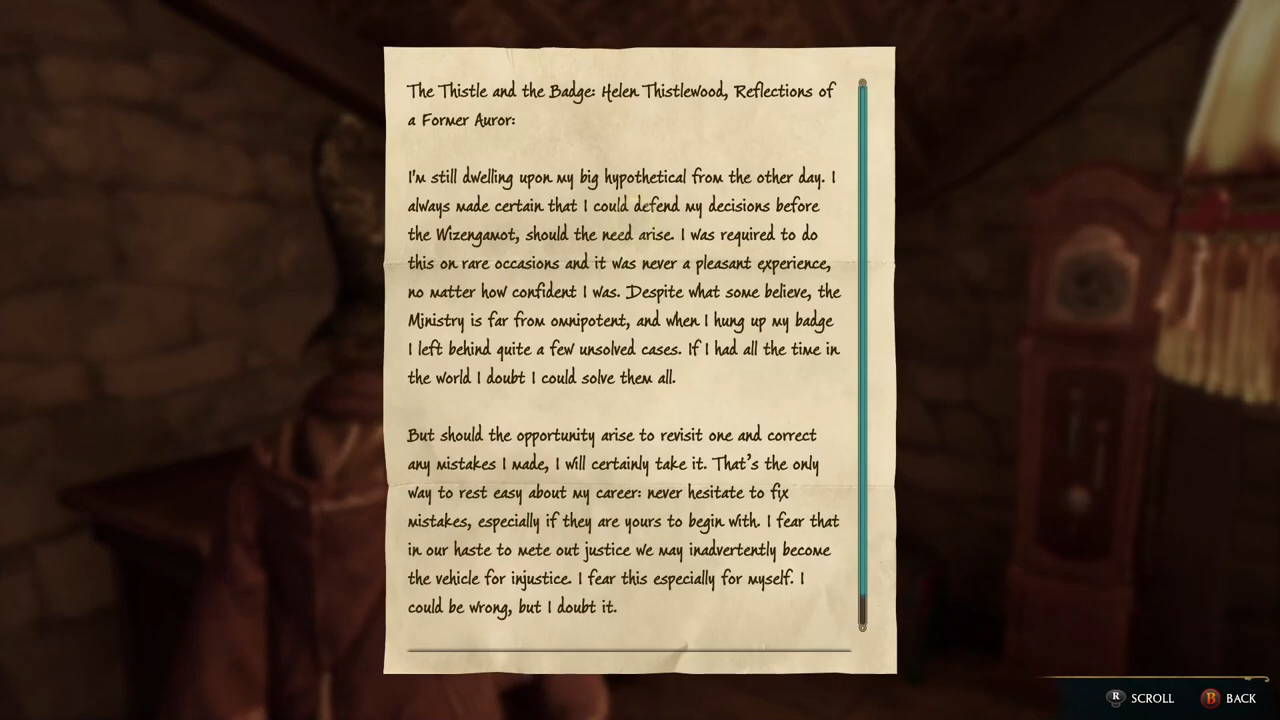 The Thistle and the Badge: Helen Thistlewood, Reflections of
a Former Auror:
I'm still dwelling upon my big hypothetical from the other day. I
always made certain that I could defend my decisions before
the Wizengamot, should the need arise. I was required to do
this on rare occasions and it was never a pleasant experience,
no matter how confident I was. Despite what some believe, the
Ministry is far from omnipotent, and when I hung up my badge
I left behind quite a few unsolved cases. If I had all the time in
the world I doubt I could solve them all.
But should the opportunity arise to revisit one and correct
any mistakes I made, I will certainly take it. That's the only
way to rest easy about my career: never hesitate to fix
mistakes, especially if they are yours to begin with. I fear that
in our haste to mete out justice we may inadvertently become
the vehicle for injustice. I fear this especially for myself. I
could be wrong, but I doubt it.
R SCROLL B BACK